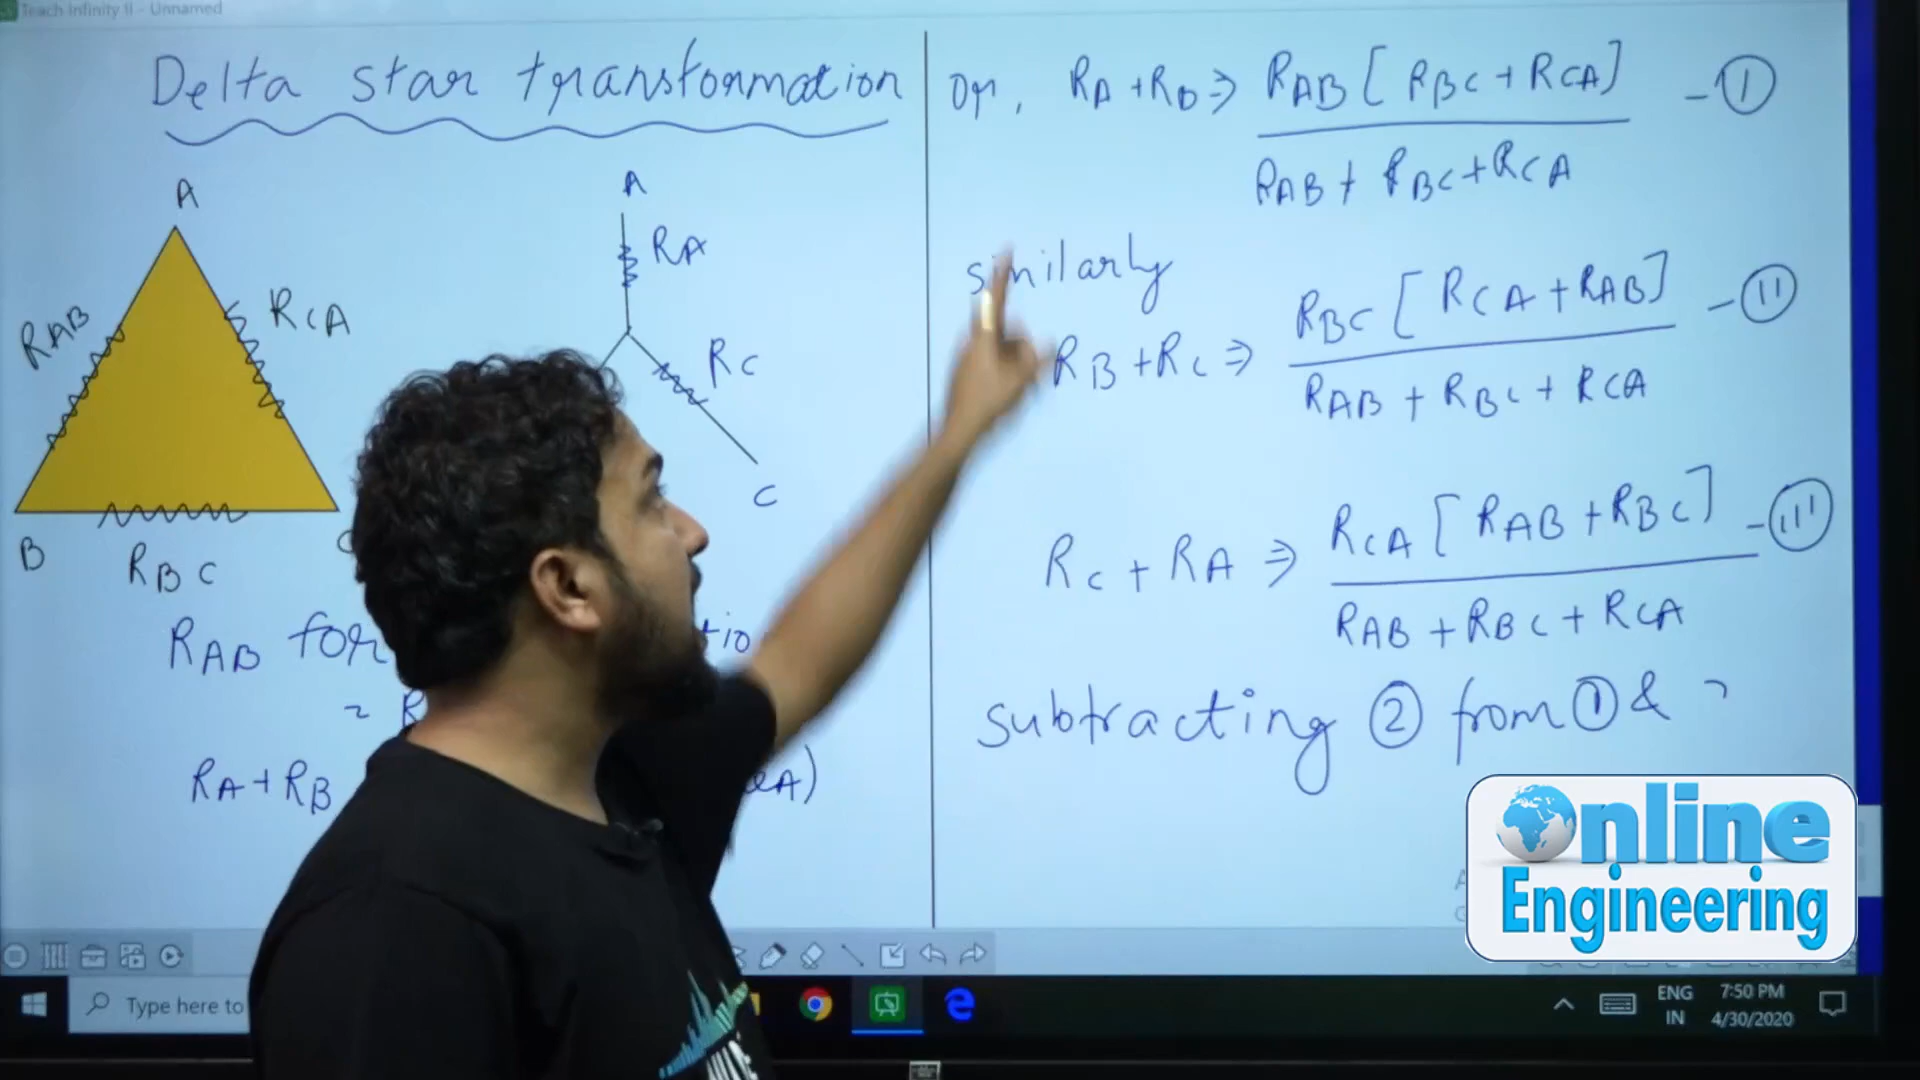 Teach Infinity II - Unnamed
Delta star transformation
A
RAB
RCA
B
RBC
A
RA
RC
C
RAB for
RA+RB
or, RA+RB ⇒ RAB[RBC+RCA] -(I)
RAB+RBC+RCA
similarly
RB+RC ⇒ RBC[RCA+RAB] -(II)
RAB+RBC+RCA
RC+RA ⇒ RCA[RAB+RBC] -(III)
RAB+RBC+RCA
subtracting ② from ① &
Online
Engineering
Type here to
ENG
IN
7:50 PM
4/30/2020